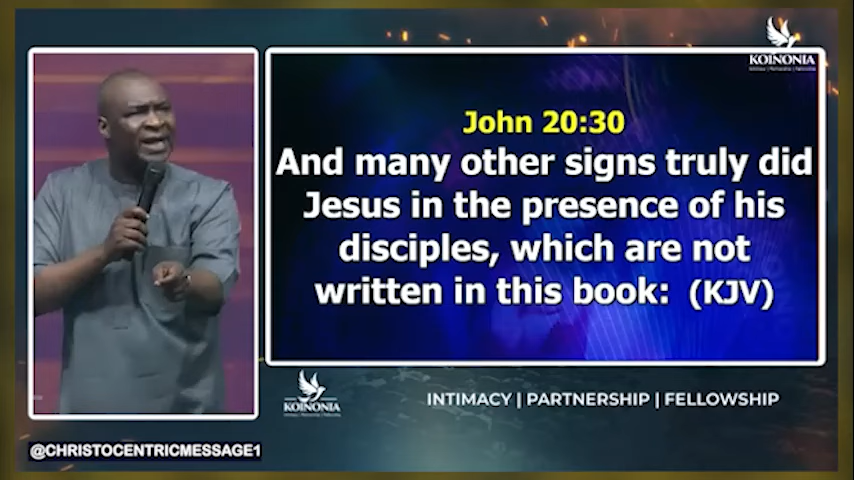 KOINONIA
John 20:30
And many other signs truly did
Jesus in the presence of his
disciples, which are not
written in this book: (KJV)
KOINONIA
INTIMACY | PARTNERSHIP | FELLOWSHIP
@CHRISTOCENTRICMESSAGE1